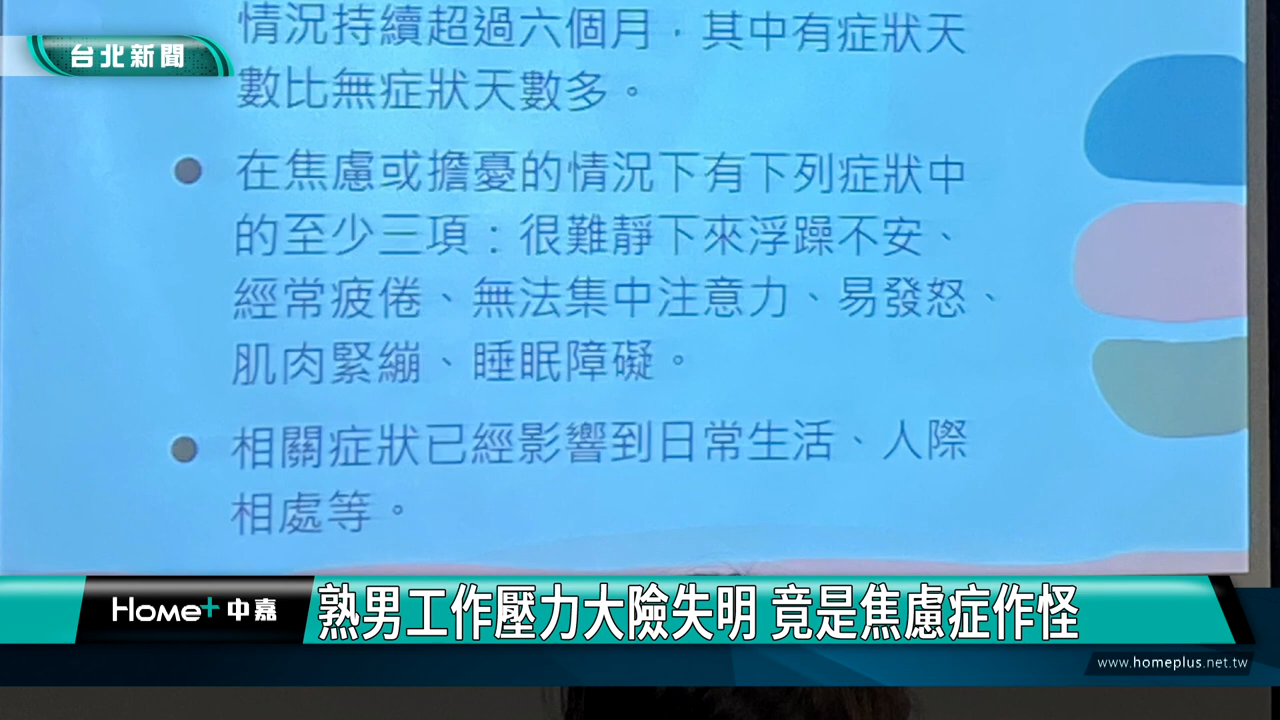 情況持續超過六個月，其中有症狀天
台北新聞
數比無症狀天數多。
在焦慮或擔憂的情況下有下列症狀中
的至少三項：很難靜下來浮躁不安、
經常疲倦、無法集中注意力、易發怒、
肌肉緊繃、睡眠障礙。
相關症狀已經影響到日常生活、人際
相處等。
Home+中嘉
熟男工作壓力大險失明 竟是焦慮症作怪
www.homeplus.net.tw